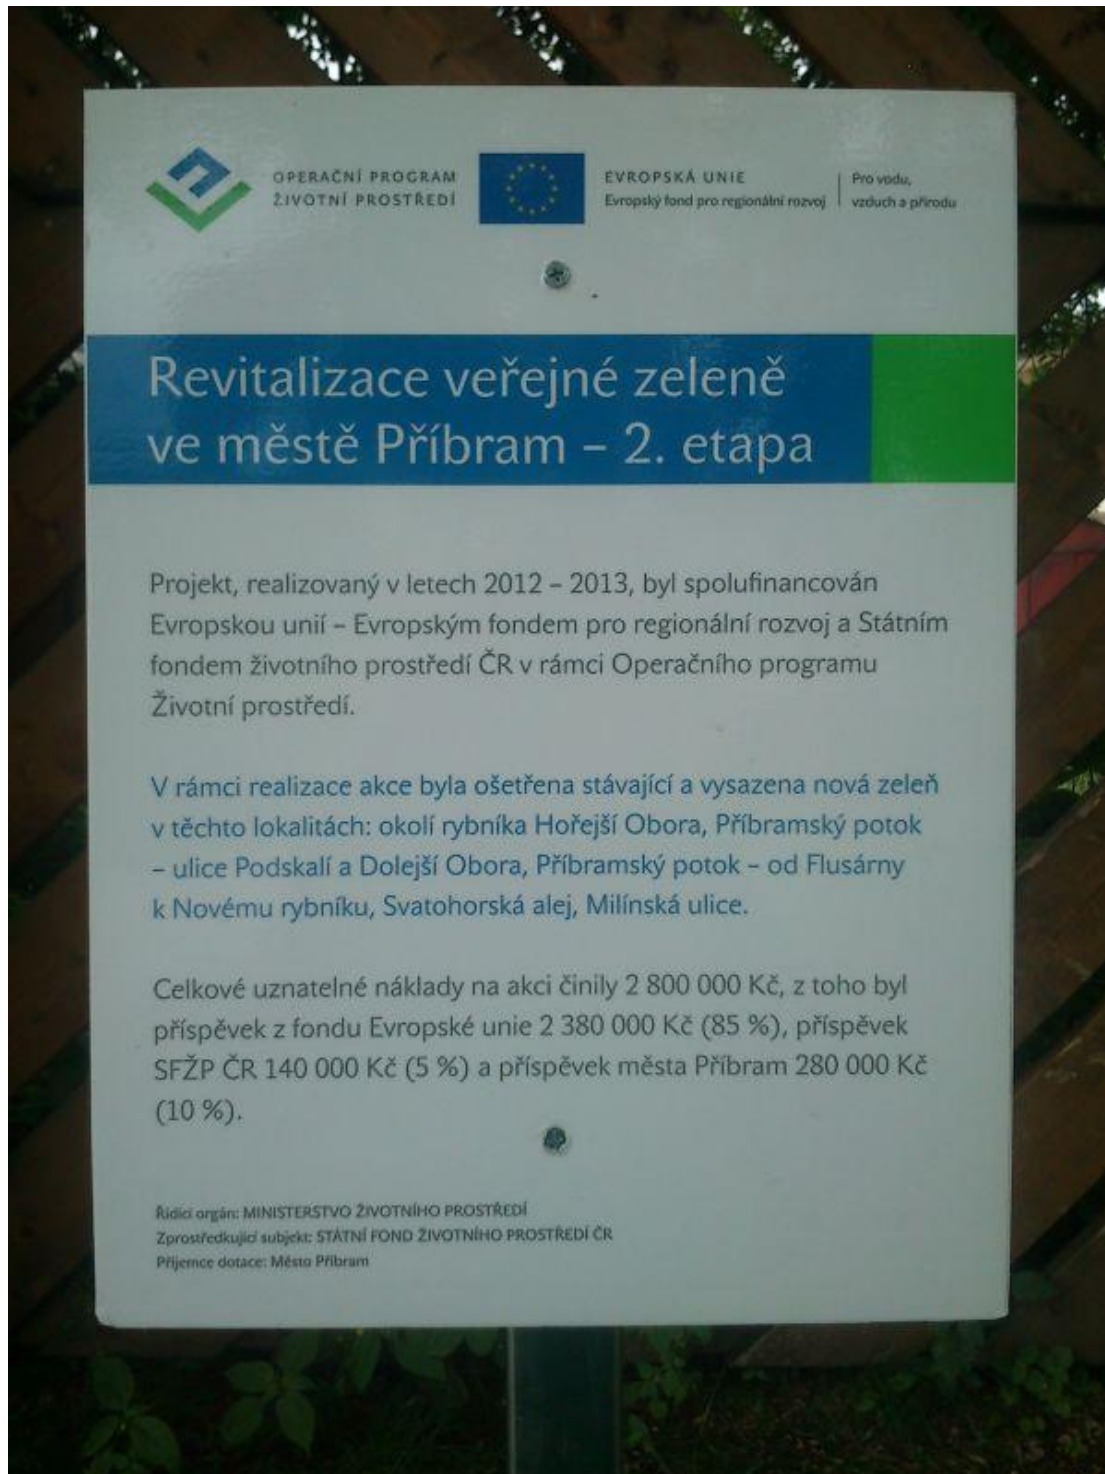 OPERAČNÍ PROGRAM
ŽIVOTNÍ PROSTŘEDÍ
EVROPSKÁ UNIE
Evropský fond pro regionální rozvoj
Pro vodu,
vzduch a přírodu
Revitalizace veřejné zeleně
ve městě Příbram – 2. etapa
Projekt, realizovaný v letech 2012 – 2013, byl spolufinancován
Evropskou unií – Evropským fondem pro regionální rozvoj a Státním
fondem životního prostředí ČR v rámci Operačního programu
Životní prostředí.
V rámci realizace akce byla ošetřena stávající a vysazena nová zeleň
v těchto lokalitách: okolí rybníka Hořejší Obora, Příbramský potok
– ulice Podskalí a Dolejší Obora, Příbramský potok – od Flusárny
k Novému rybníku, Svatohorská alej, Milínská ulice.
Celkové uznatelné náklady na akci činily 2 800 000 Kč, z toho byl
příspěvek z fondu Evropské unie 2 380 000 Kč (85 %), příspěvek
SFŽP ČR 140 000 Kč (5 %) a příspěvek města Příbram 280 000 Kč
(10 %).
Řídicí orgán: MINISTERSTVO ŽIVOTNÍHO PROSTŘEDÍ
Zprostředkující subjekt: STÁTNÍ FOND ŽIVOTNÍHO PROSTŘEDÍ ČR
Příjemce dotace: Město Příbram